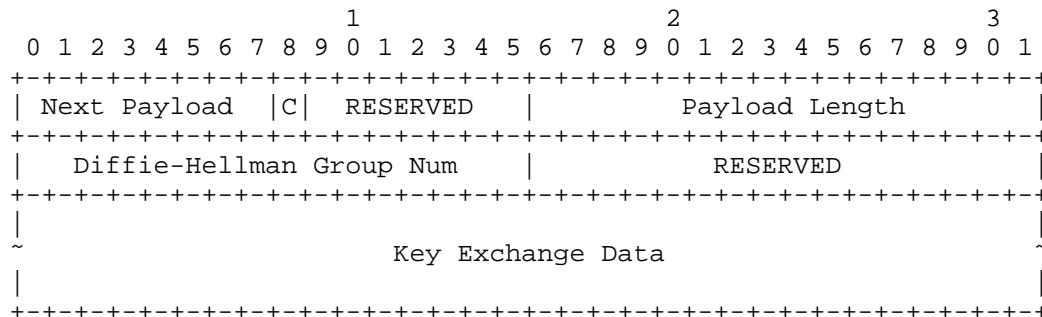 1                   2                   3
 0 1 2 3 4 5 6 7 8 9 0 1 2 3 4 5 6 7 8 9 0 1 2 3 4 5 6 7 8 9 0 1
+-+-+-+-+-+-+-+-+-+-+-+-+-+-+-+-+-+-+-+-+-+-+-+-+-+-+-+-+-+-+-+-+
| Next Payload  |C|  RESERVED   |         Payload Length        |
+-+-+-+-+-+-+-+-+-+-+-+-+-+-+-+-+-+-+-+-+-+-+-+-+-+-+-+-+-+-+-+-+
|   Diffie-Hellman Group Num    |           RESERVED            |
+-+-+-+-+-+-+-+-+-+-+-+-+-+-+-+-+-+-+-+-+-+-+-+-+-+-+-+-+-+-+-+-+
|                                                               |
~                       Key Exchange Data                       ~
|                                                               |
+-+-+-+-+-+-+-+-+-+-+-+-+-+-+-+-+-+-+-+-+-+-+-+-+-+-+-+-+-+-+-+-+